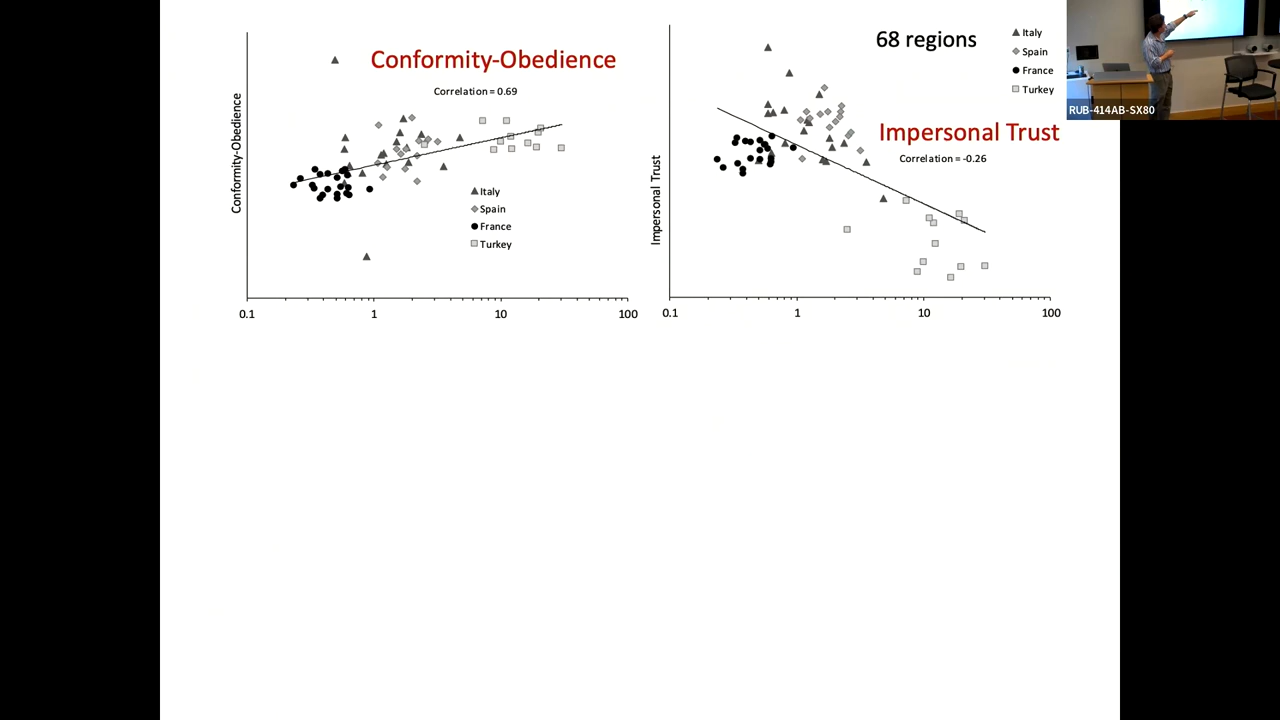 Conformity-Obedience
Correlation = 0.69
Conformity-Obedience
Italy
Spain
France
Turkey
0.1
1
10
100
68 regions
Italy
Spain
France
Turkey
Impersonal Trust
Correlation = -0.26
Impersonal Trust
0.1
1
10
100
RUB-414AB-SX80